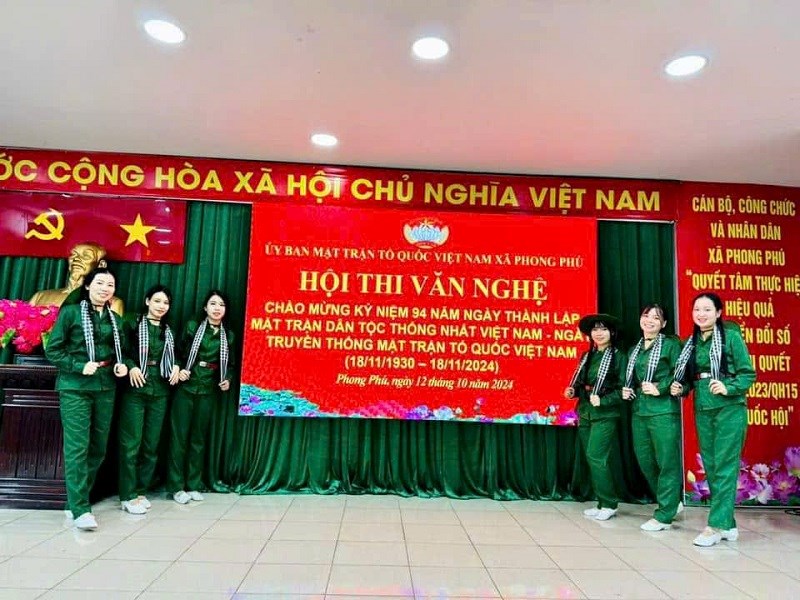 ỚC CỘNG HÒA XÃ HỘI CHỦ NGHĨA VIỆT NAM
ỦY BAN MẶT TRẬN TỔ QUỐC VIỆT NAM XÃ PHONG PHÚ
HỘI THI VĂN NGHỆ
CHÀO MỪNG KỶ NIỆM 94 NĂM NGÀY THÀNH LẬP
MẶT TRẬN DÂN TỘC THỐNG NHẤT VIỆT NAM - NGÀ
TRUYỀN THỐNG MẶT TRẬN TỔ QUỐC VIỆT NAM
(18/11/1930 – 18/11/2024)
Phong Phú, ngày 12 tháng 10 năm 2024
CÁN BỘ, CÔNG CHỨC
VÀ NHÂN DÂN
XÃ PHONG PHÚ
"QUYẾT TÂM THỰC HIỆ
HIỆU QUẢ
ỂN ĐỔI SỐ
QUYẾT
2023/QH15
QUỐC HỘI"